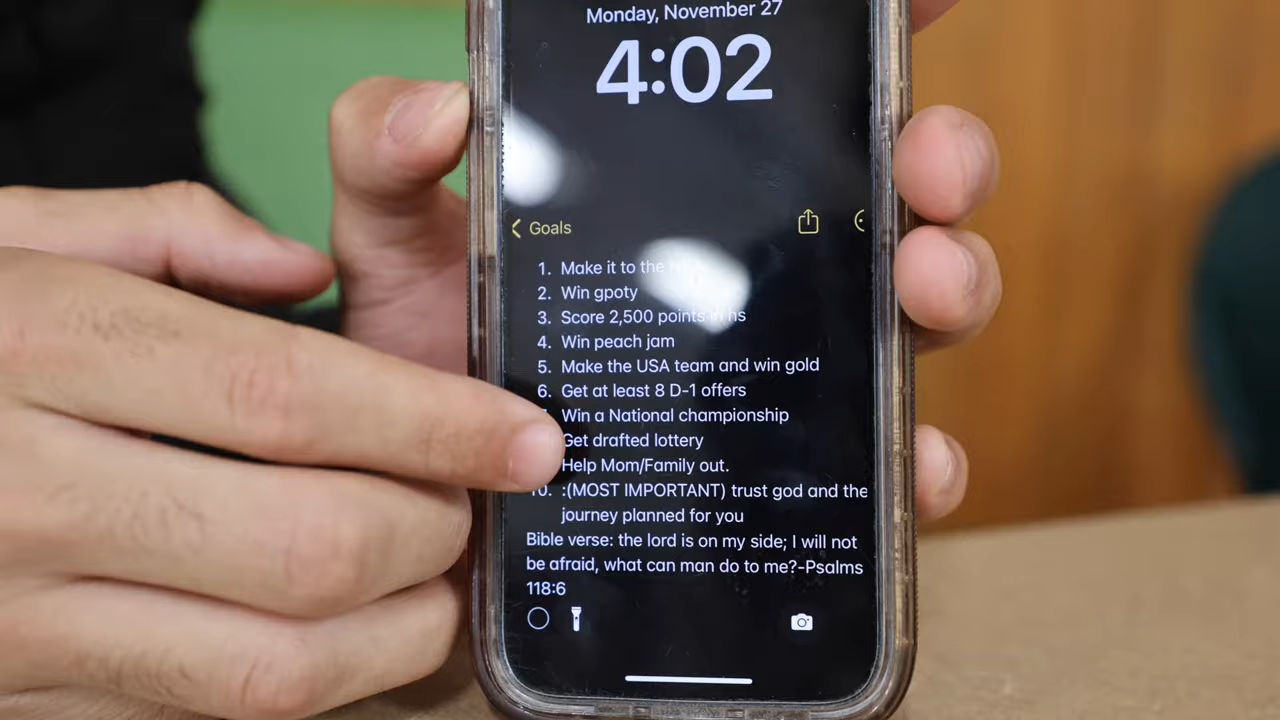 Monday, November 27
4:02
Goals
1. Make it to the
2. Win gpoty
3. Score 2,500 points in hs
4. Win peach jam
5. Make the USA team and win gold
6. Get at least 8 D-1 offers
Win a National championship
Get drafted lottery
Help Mom/Family out.
10. :(MOST IMPORTANT) trust god and the
journey planned for you
Bible verse: the lord is on my side; I will not
be afraid, what can man do to me?-Psalms
118:6